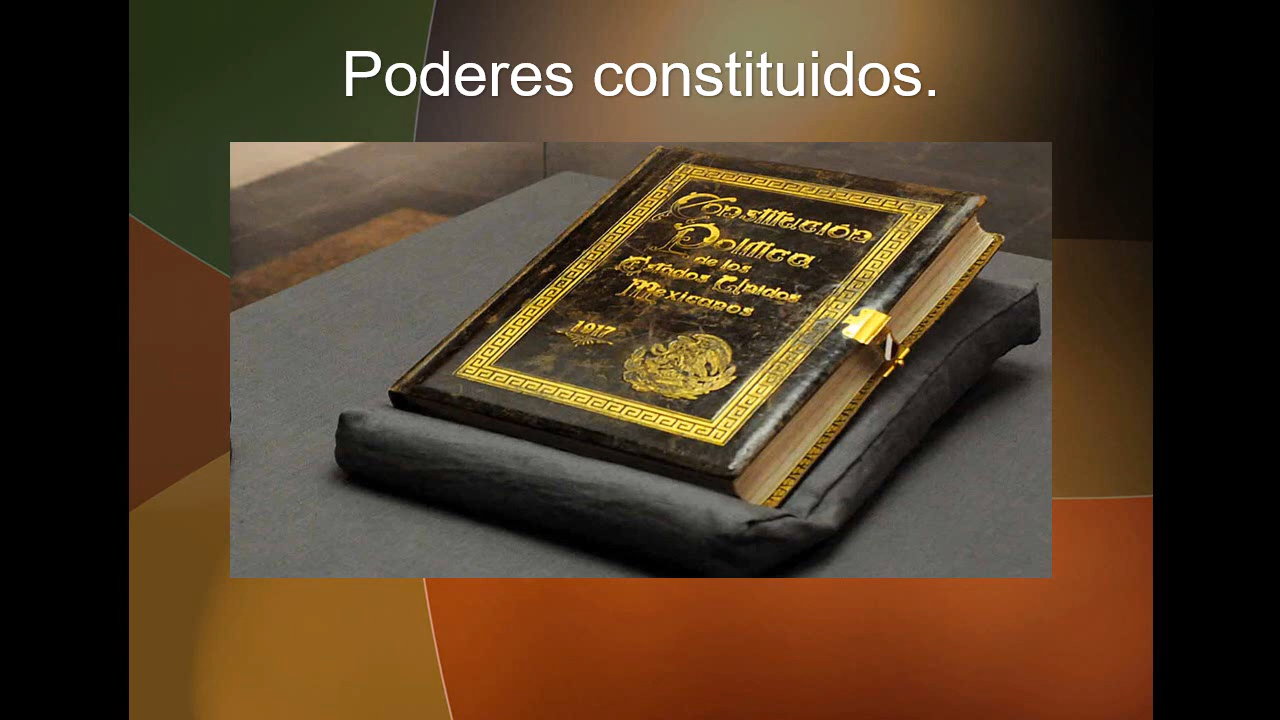 Poderes constituidos.
Constitución
Política
de los
Estados Unidos
Mexicanos
1917